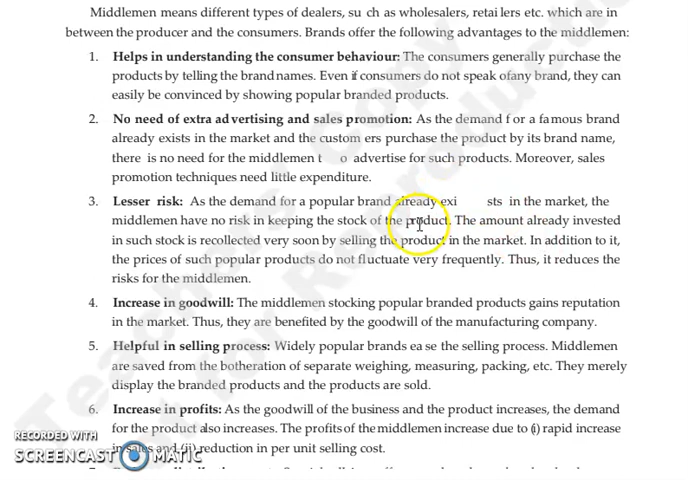 Middlemen means different types of dealers, su ch as wholesalers, retai lers etc. which are in
between the producer and the consumers. Brands offer the following advantages to the middlemen:
1. Helps in understanding the consumer behaviour: The consumers generally purchase the
products by telling the brand names. Even if consumers do not speak ofany brand, they can
easily be convinced by showing popular branded products.
2. No need of extra ad vertising and sales promotion: As the demand f or a fa mous brand
already exists in the market and the custom ers purchase the product by its brand name,
there is no need for the middlemen t o advertise for such products. Moreover, sales
promotion techniques need little expenditure.
3. Lesser risk: As the demand for a popular brand already exi sts in the market, the
middlemen have no risk in keeping the stock of the product. The amount already invested
in such stock is recollected very soon by selling the product in the market. In addition to it,
the prices of such popular products do not fluctuate very frequently. Thus, it reduces the
risks for the middlemen.
4. Increase in goodwill: The middlemen stocking popular branded products gains reputation
in the market. Thus, they are benefited by the goodwill of the manufacturing company.
5. Helpful in selling process: Widely popular brands ea se the selling process. Middlemen
are saved from the botheration of separate weighing, measuring, packing, etc. They merely
display the branded products and the products are sold.
6. Increase in profits: As the goodwill of the business and the product increases, the demand
for the product also increases. The profits of the middlemen increase due to (i) rapid increase
in sales and (ii) reduction in per unit selling cost.
RECORDED WITH
SCREENCAST MATIC
Teachers Copy
Not for Reproduction